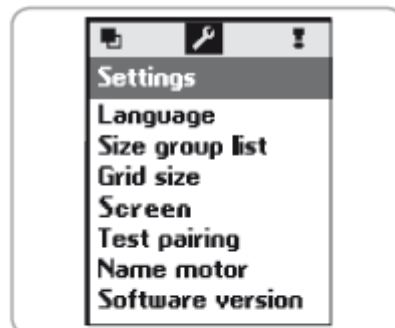 Settings
Language
Size group list
Grid size
Screen
Test pairing
Name motor
Software version